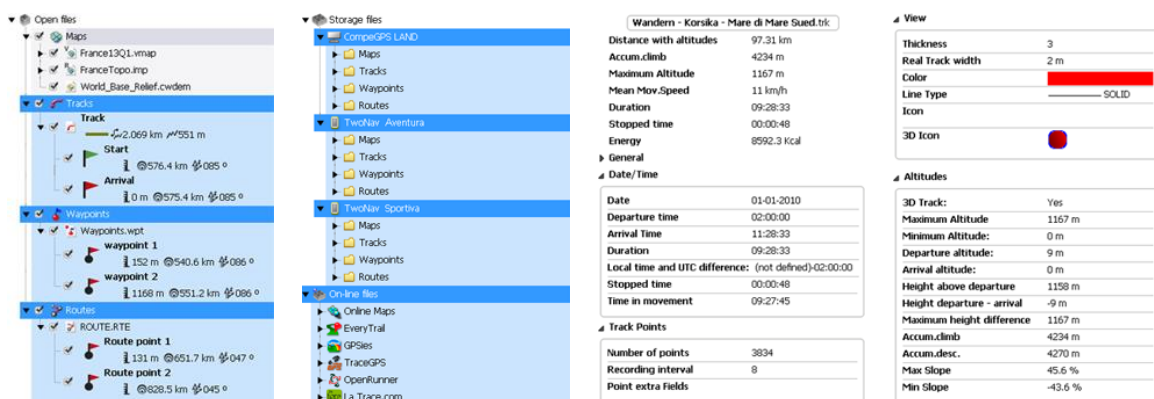 Open files
Maps
France13Q1.vmap
FranceTopo.imp
World_Base_Relief.cwdem
Tracks
Track
2.069 km 551 m
Start
576.4 km 085 º
Arrival
0 m 575.4 km 085 º
Waypoints
Waypoints.wpt
waypoint 1
152 m 540.6 km 086 º
waypoint 2
1168 m 551.2 km 086 º
Routes
ROUTE.RTE
Route point 1
131 m 651.7 km 047 º
Route point 2
828.5 km 045 º
Storage files
CompeGPS LAND
Maps
Tracks
Waypoints
Routes
TwoNav Aventura
Maps
Tracks
Waypoints
Routes
TwoNav Sportiva
Maps
Tracks
Waypoints
Routes
On-line files
Online Maps
EveryTrail
GPSies
TraceGPS
OpenRunner
La Trace.com
Wandern - Korsika - Mare di Mare Sued.trk
Distance with altitudes 97.31 km
Accum.climb 4234 m
Maximum Altitude 1167 m
Mean Mov.Speed 11 km/h
Duration 09:28:33
Stopped time 00:00:48
Energy 8592.3 Kcal
General
Date/Time
Date 01-01-2010
Departure time 02:00:00
Arrival Time 11:28:33
Duration 09:28:33
Local time and UTC difference: (not defined)-02:00:00
Stopped time 00:00:48
Time in movement 09:27:45
Track Points
Number of points 3834
Recording interval 8
Point extra Fields
View
Thickness 3
Real Track width 2 m
Color
Line Type SOLID
Icon
3D Icon
Altitudes
3D Track: Yes
Maximum Altitude 1167 m
Minimum Altitude: 0 m
Departure altitude: 9 m
Arrival altitude: 0 m
Height above departure 1158 m
Height departure - arrival -9 m
Maximum height difference 1167 m
Accum.climb 4234 m
Accum.desc. 4270 m
Max Slope 45.6 %
Min Slope -43.6 %